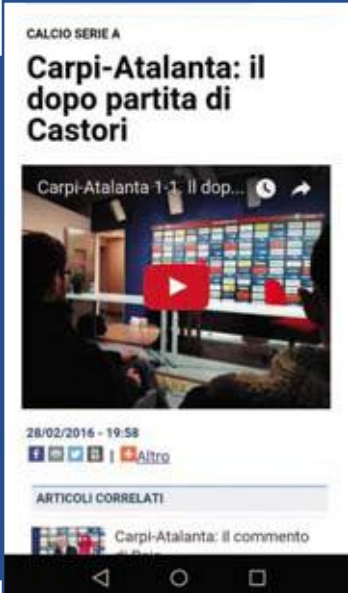 CALCIO SERIE A
Carpi-Atalanta: il
dopo partita di
Castori
Carpi-Atalanta 1-1: Il dop...
28/02/2016 - 19:58
| Altro
ARTICOLI CORRELATI
Carpi-Atalanta: il commento
di